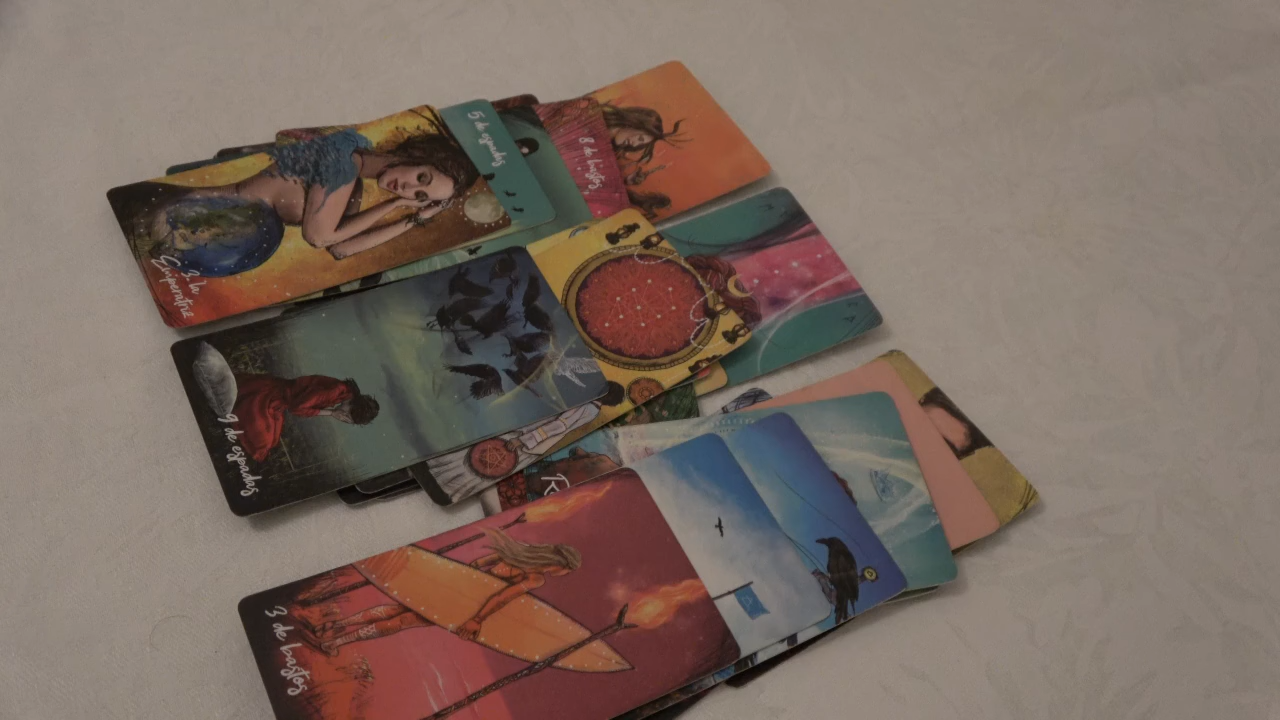 3. la
Emperatriz
5 de espadas
8 de bastos
9 de espadas
3 de bastos